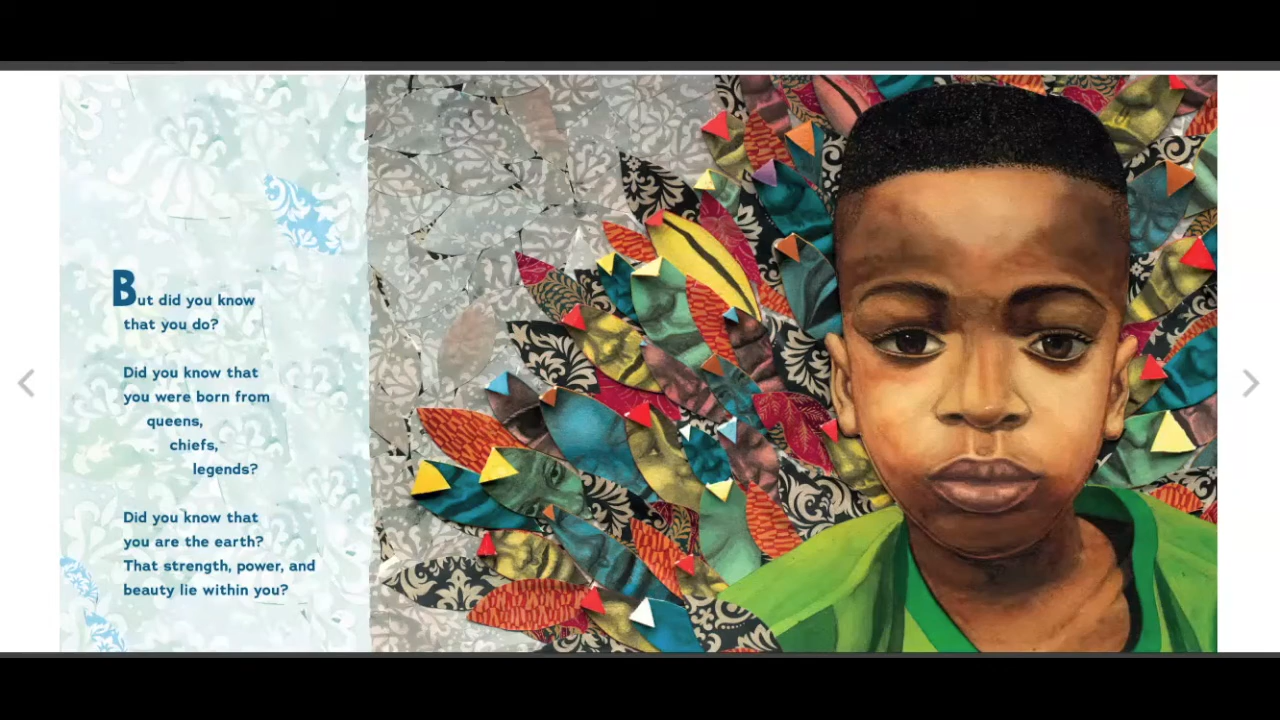 But did you know
that you do?
Did you know that
you were born from
queens,
chiefs,
legends?
Did you know that
you are the earth?
That strength, power, and
beauty lie within you?